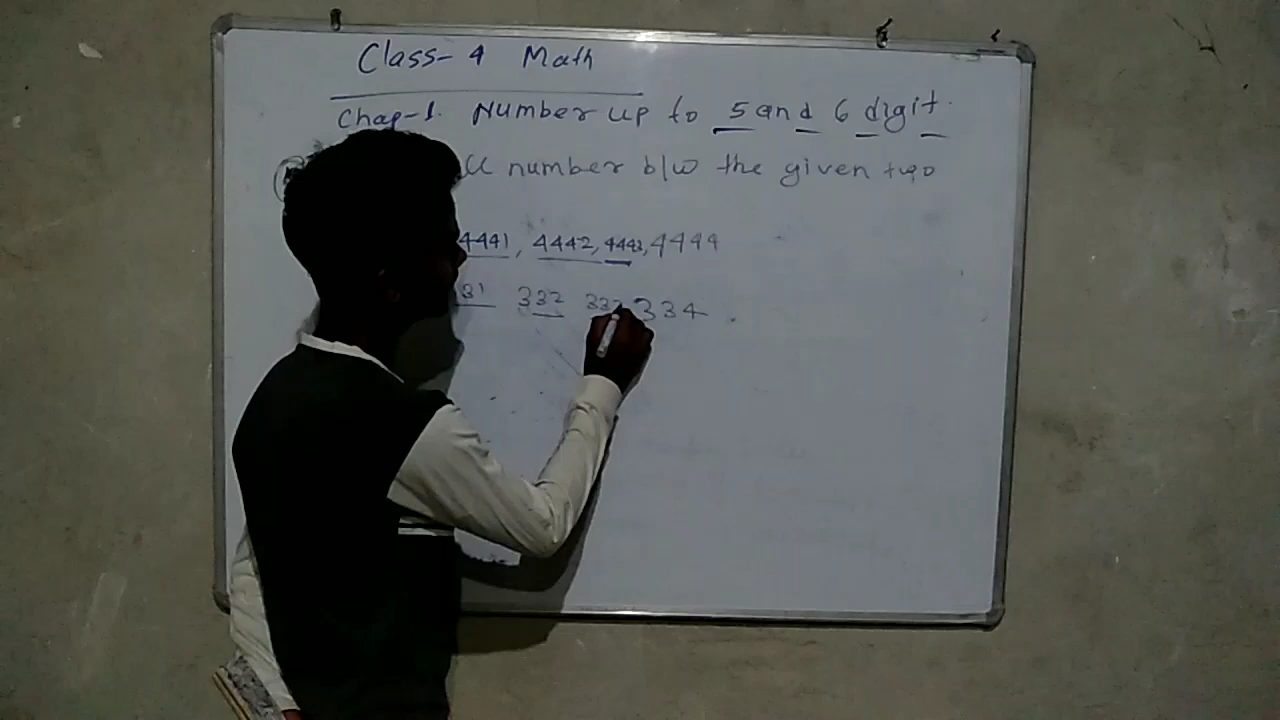 Class- 4 Math
Chap-1. Number up to 5 and 6 digit.
number b/w the given two
4441, 4442, 4443, 4444
31 332 333 334